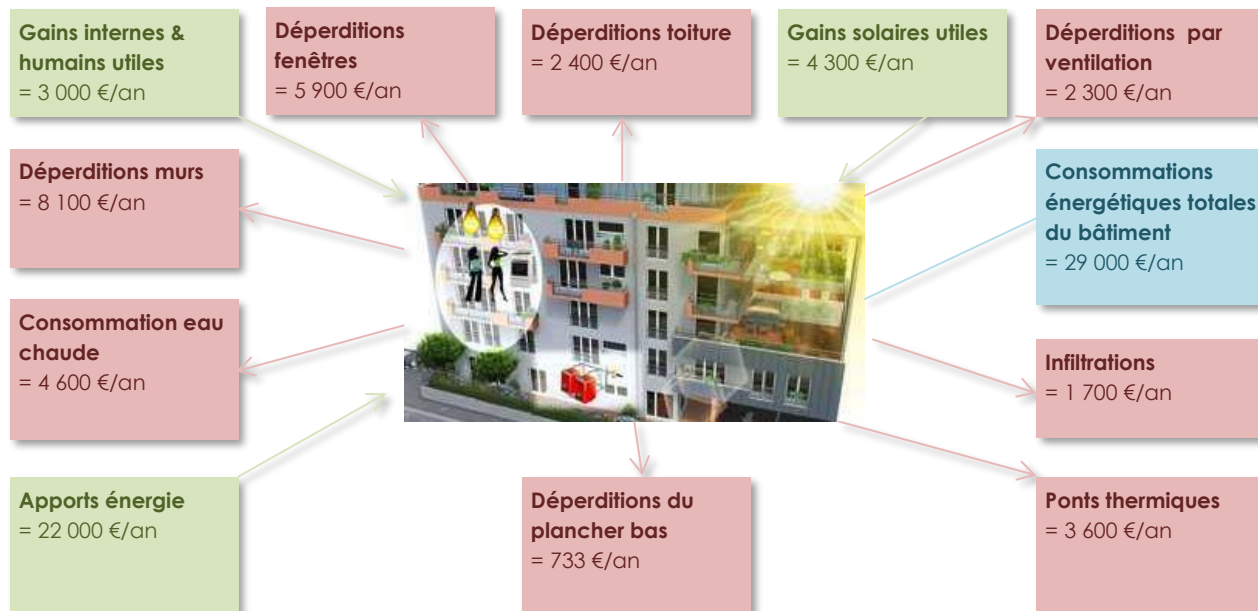 Gains internes &
humains utiles
= 3 000 €/an
Déperditions
fenêtres
= 5 900 €/an
Déperditions toiture
= 2 400 €/an
Gains solaires utiles
= 4 300 €/an
Déperditions par
ventilation
= 2 300 €/an
Déperditions murs
= 8 100 €/an
Consommations
énergétiques totales
du bâtiment
= 29 000 €/an
Consommation eau
chaude
= 4 600 €/an
Infiltrations
= 1 700 €/an
Apports énergie
= 22 000 €/an
Déperditions du
plancher bas
= 733 €/an
Ponts thermiques
= 3 600 €/an